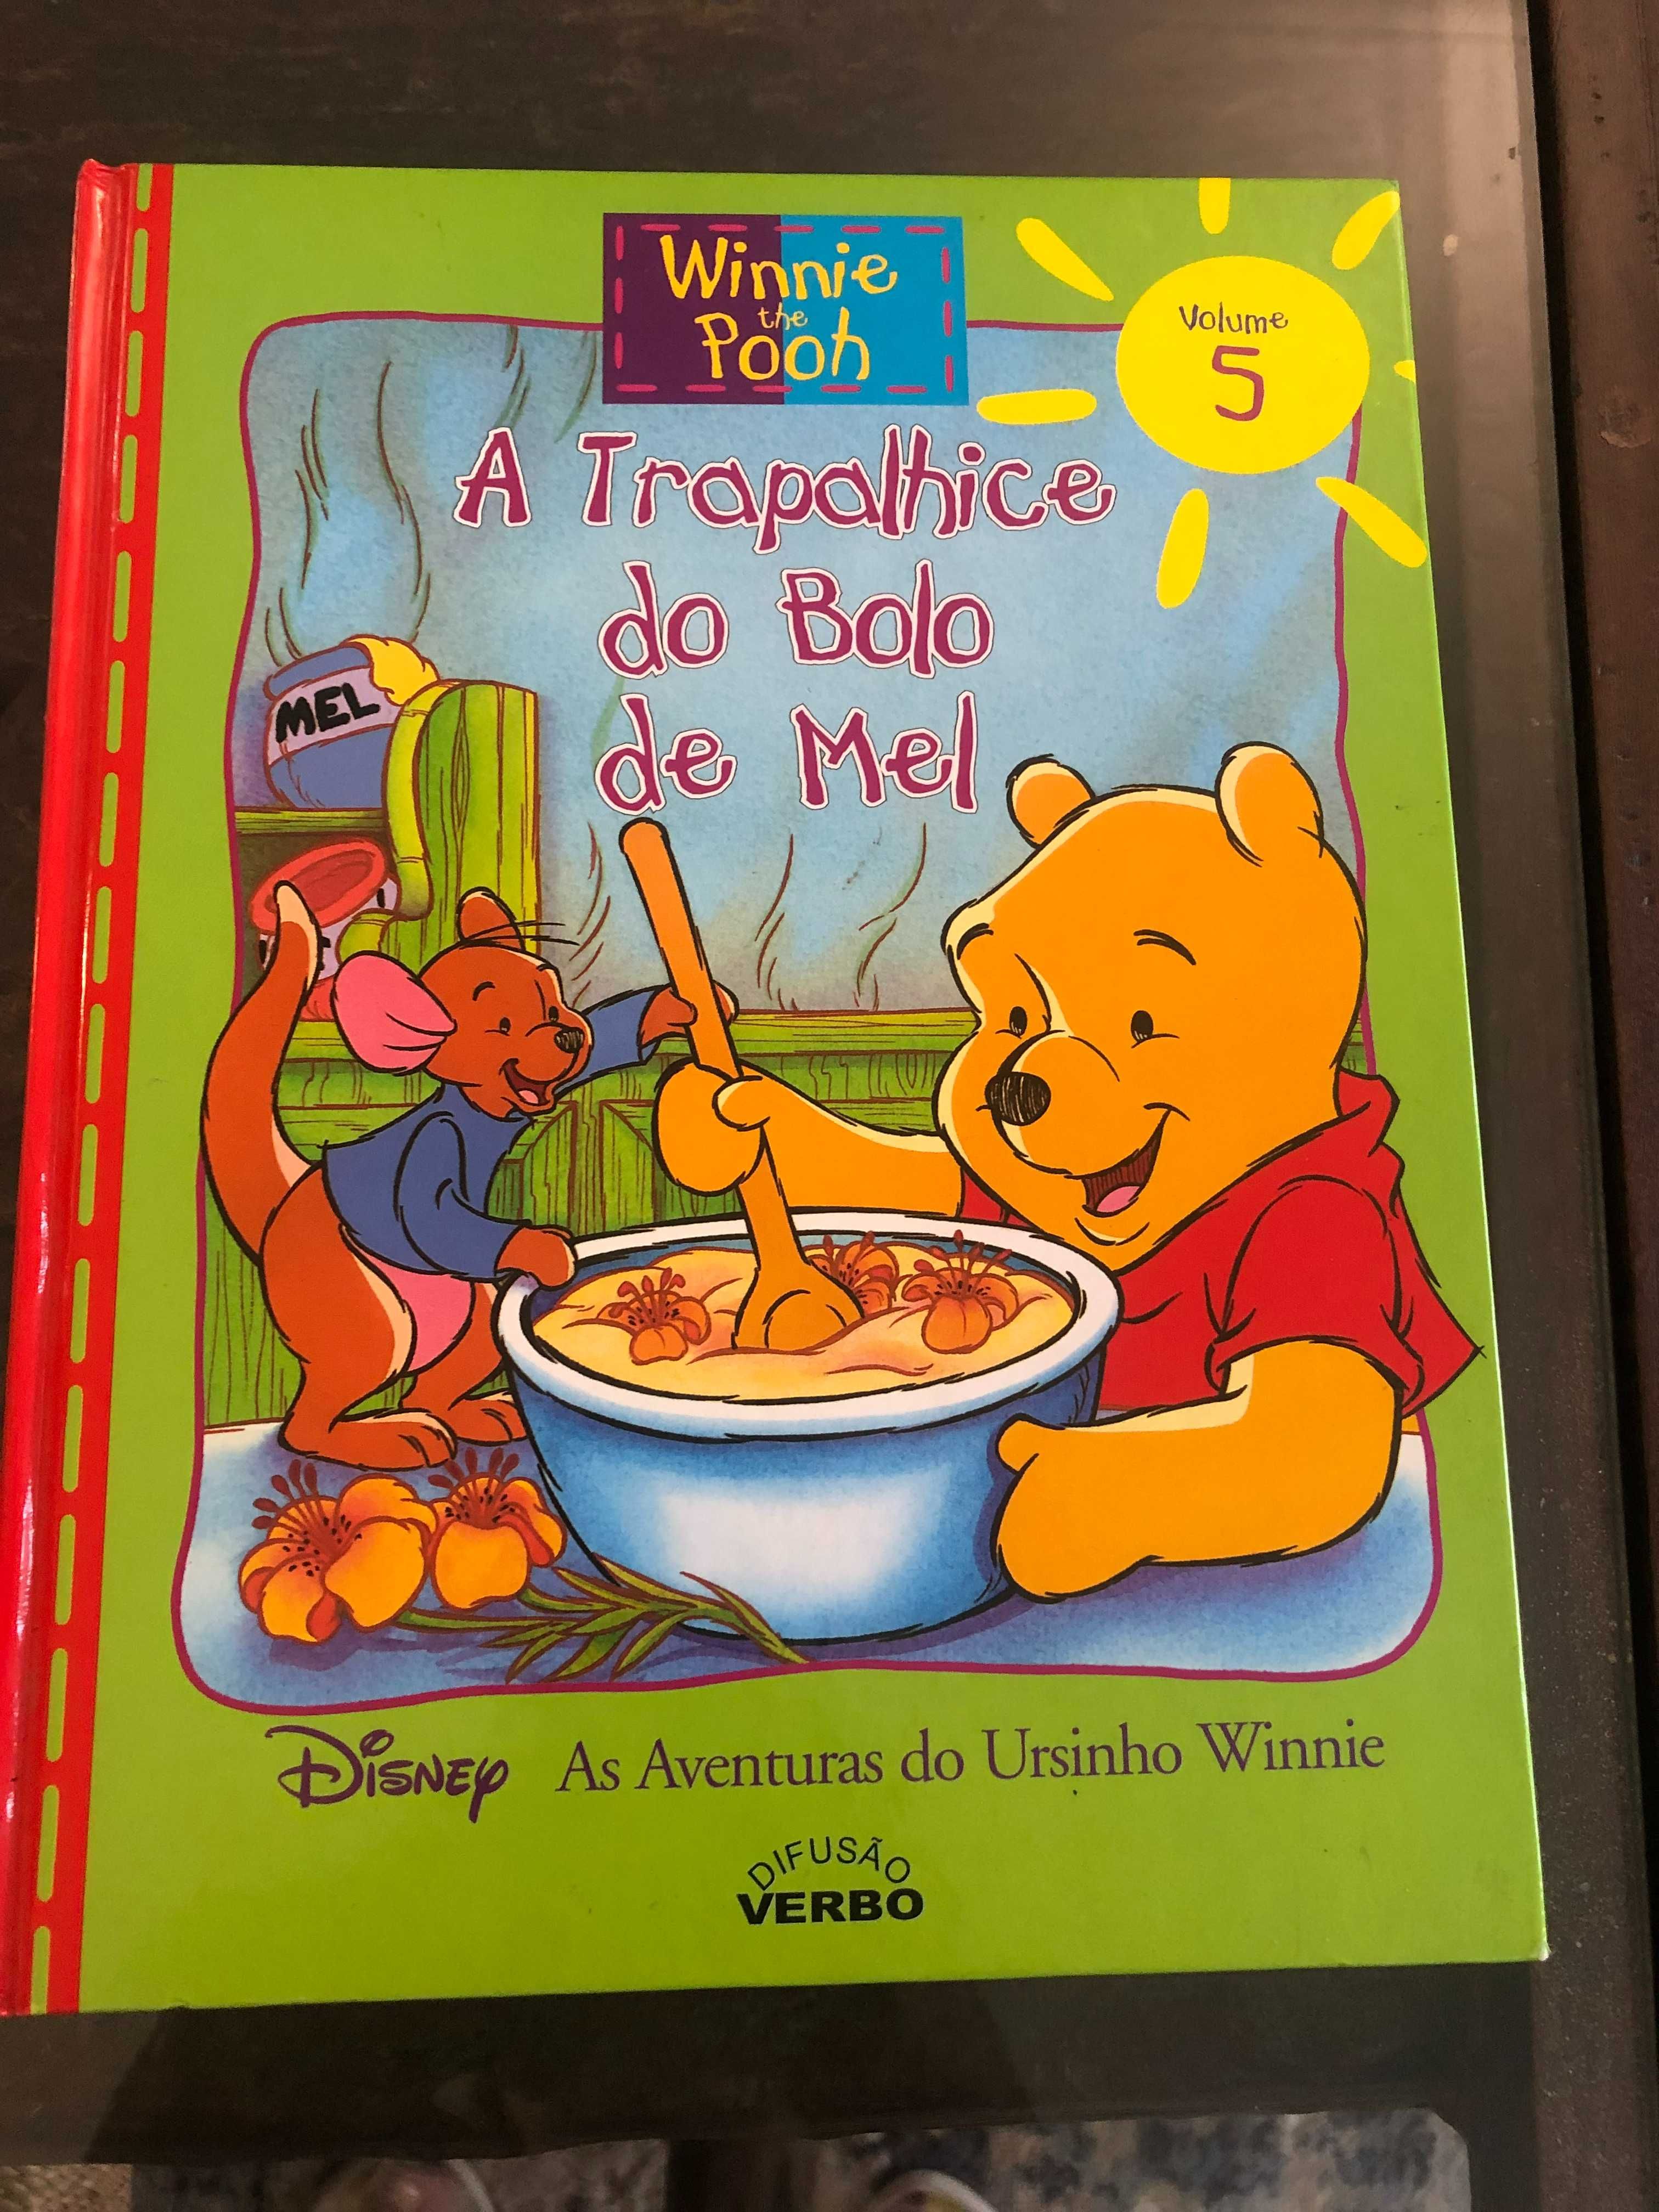 Winnie
the
Pooh
Volume
5
A Trapalhice
do Bolo
de Mel
MEL
Disney As Aventuras do Ursinho Winnie
DIFUSÃO
VERBO